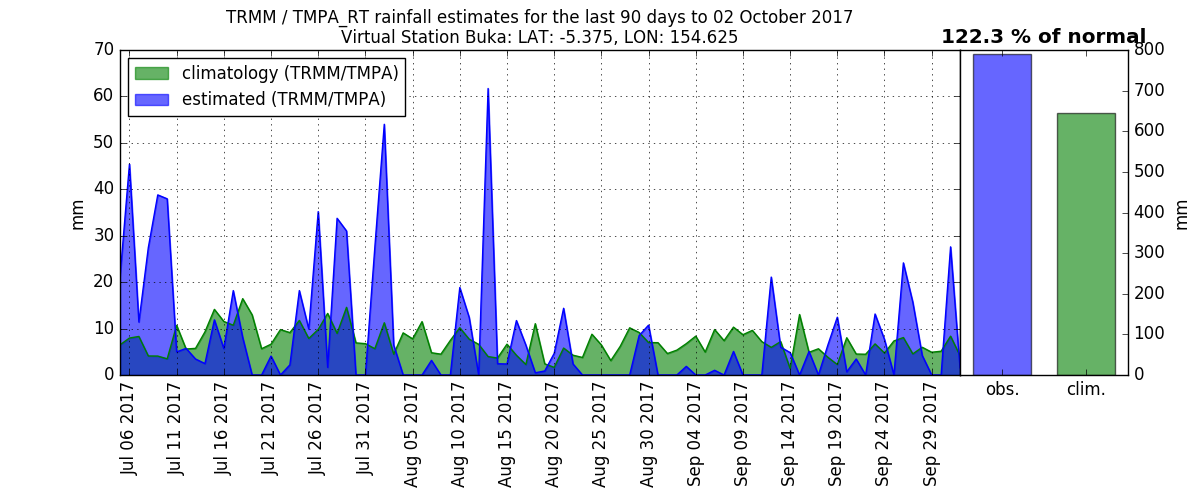 TRMM / TMPA_RT rainfall estimates for the last 90 days to 02 October 2017
Virtual Station Buka: LAT: -5.375, LON: 154.625
122.3 % of normal
climatology (TRMM/TMPA)
estimated (TRMM/TMPA)
mm
70
60
50
40
30
20
10
0
Jul 06 2017
Jul 11 2017
Jul 16 2017
Jul 21 2017
Jul 26 2017
Jul 31 2017
Aug 05 2017
Aug 10 2017
Aug 15 2017
Aug 20 2017
Aug 25 2017
Aug 30 2017
Sep 04 2017
Sep 09 2017
Sep 14 2017
Sep 19 2017
Sep 24 2017
Sep 29 2017
800
700
600
500
400
300
200
100
0
mm
obs.
clim.